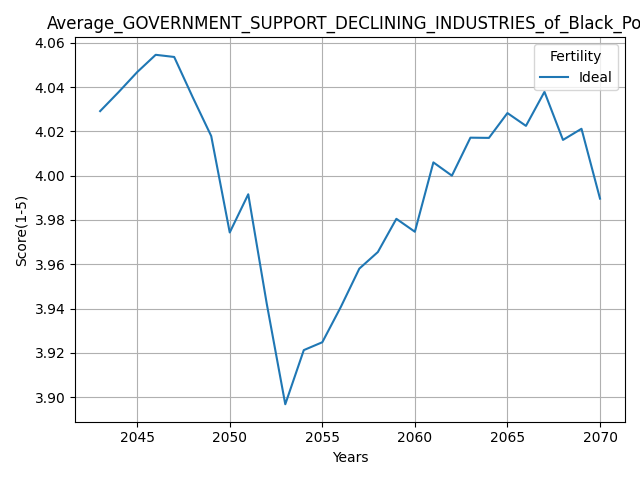 Average_GOVERNMENT_SUPPORT_DECLINING_INDUSTRIES_of_Black_Po
Fertility
Ideal
4.06
4.04
4.02
4.00
3.98
3.96
3.94
3.92
3.90
Score(1-5)
2045 2050 2055 2060 2065 2070
Years